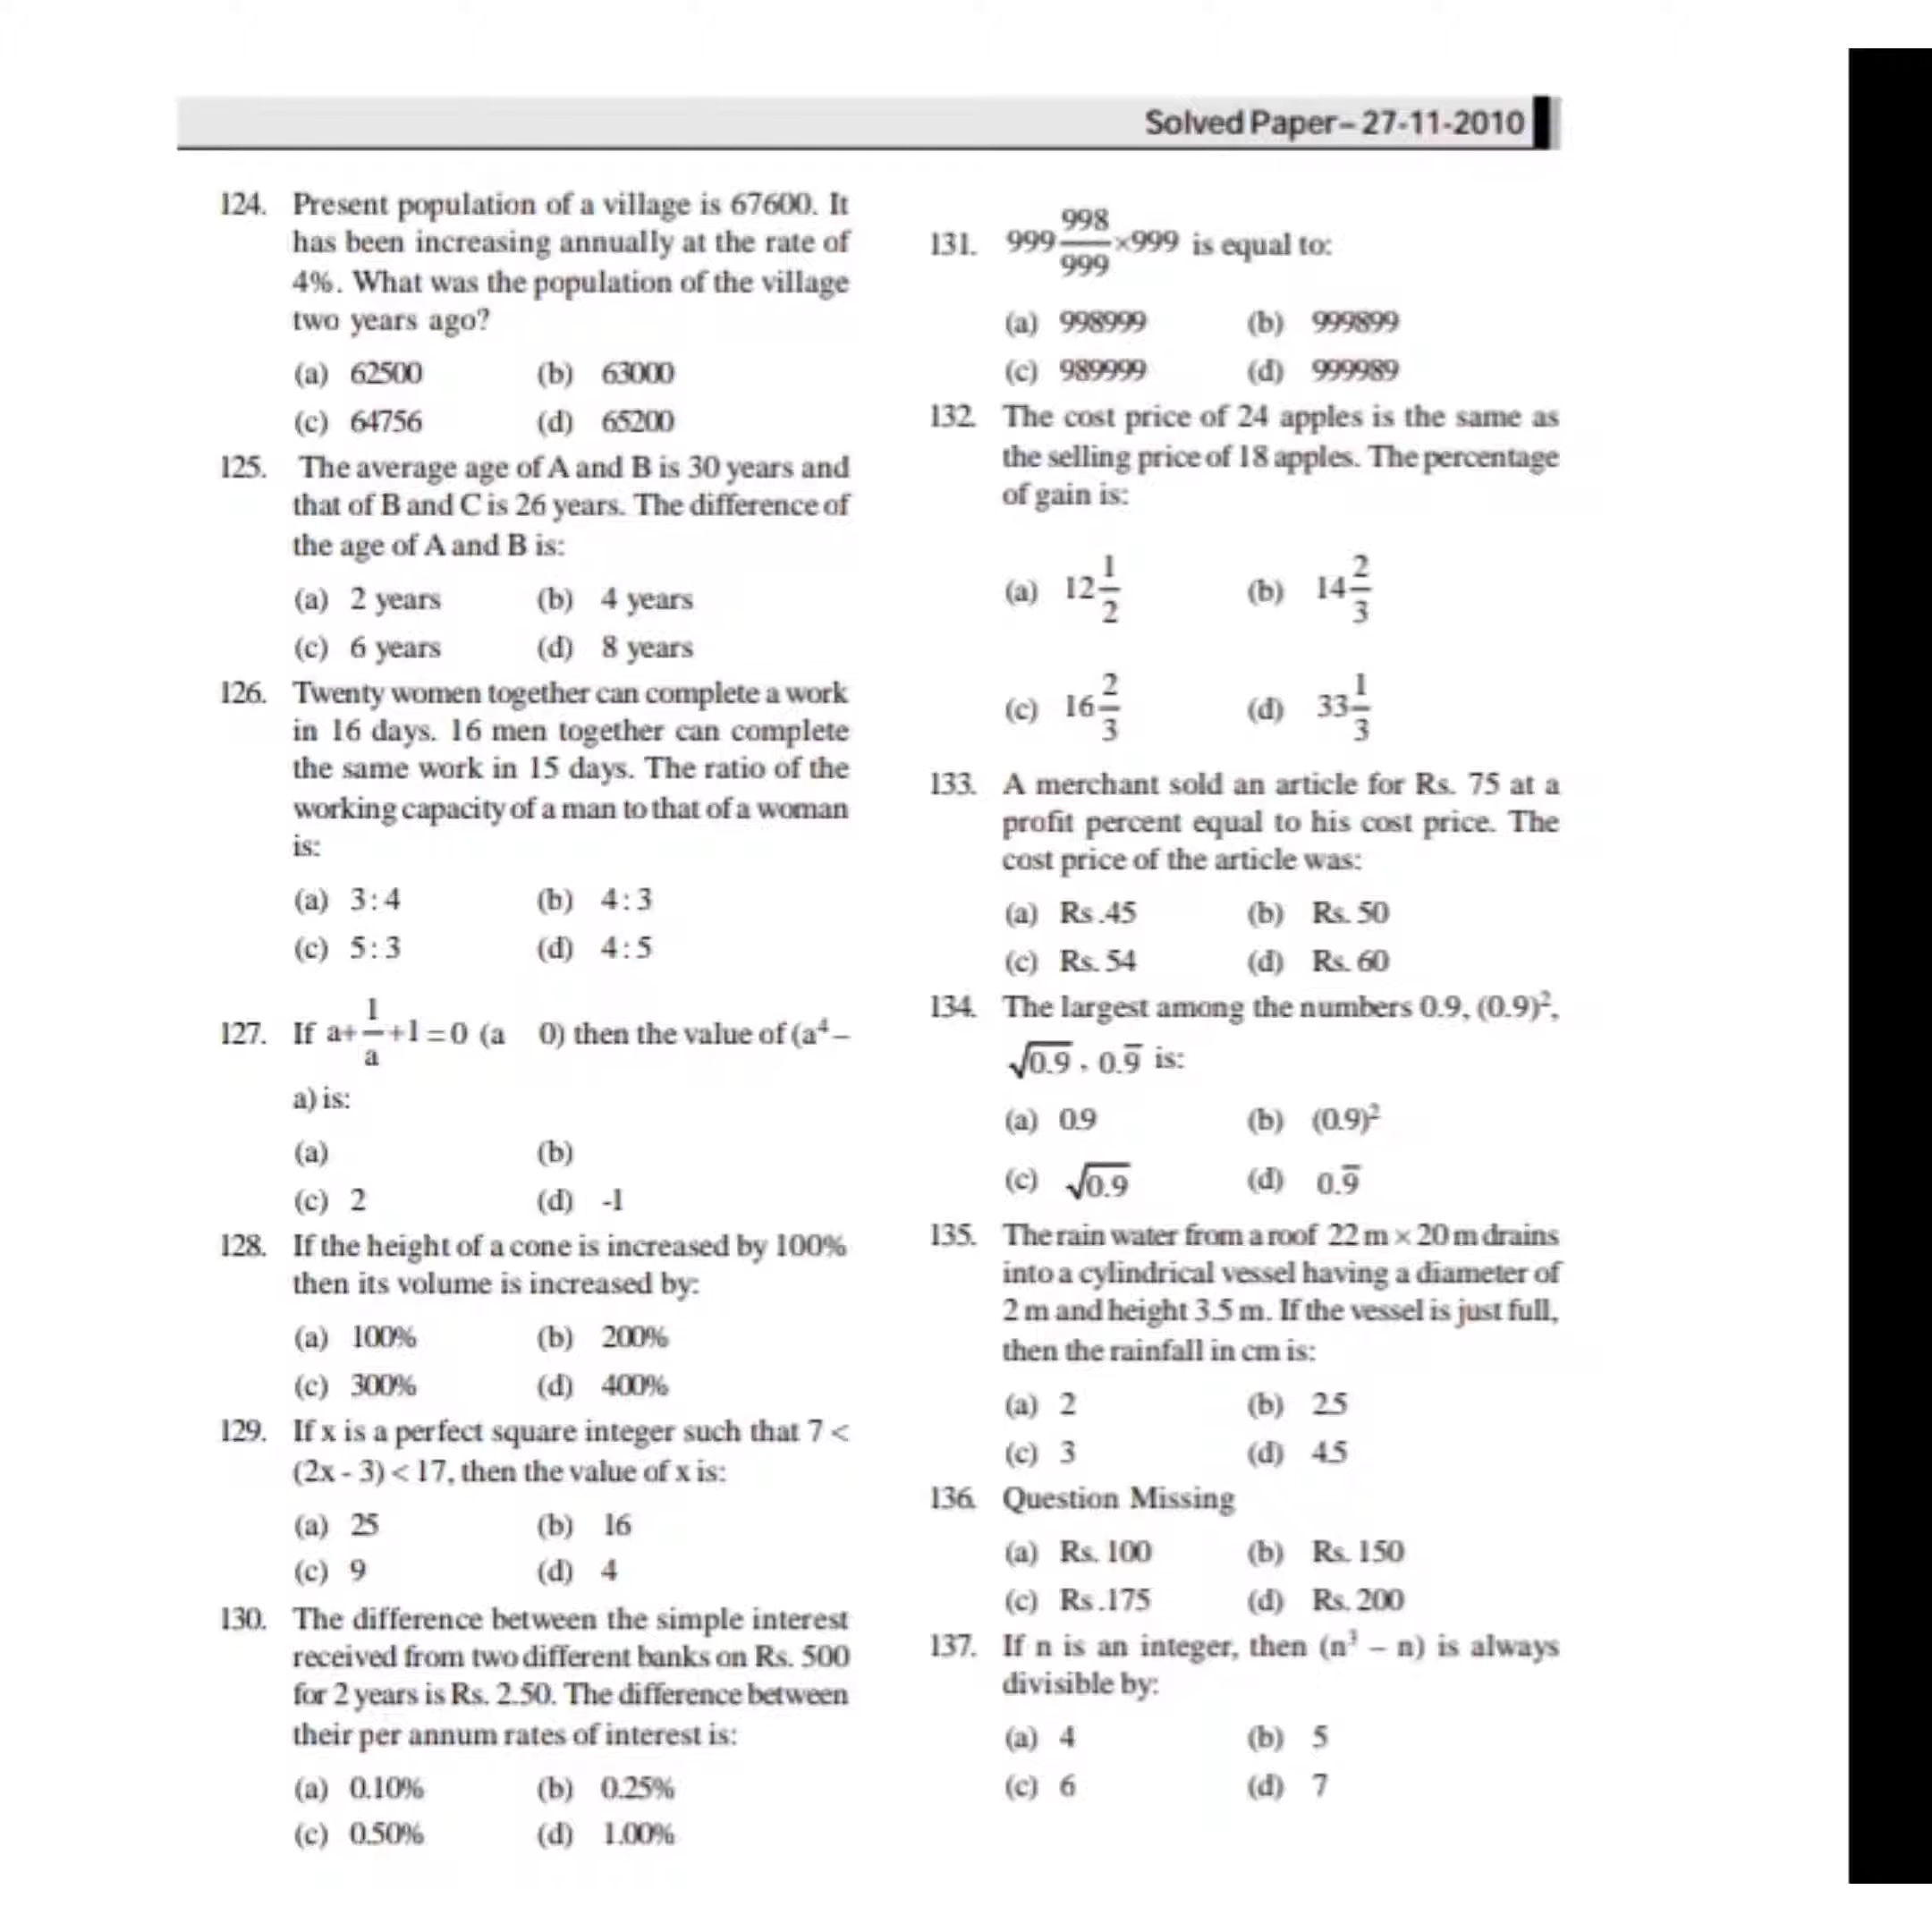 Solved Paper– 27-11-2010
124. Present population of a village is 67600. It
has been increasing annually at the rate of
4%. What was the population of the village
two years ago?
(a) 62500 (b) 63000
(c) 64756 (d) 65200
125. The average age of A and B is 30 years and
that of B and C is 26 years. The difference of
the age of A and B is:
(a) 2 years (b) 4 years
(c) 6 years (d) 8 years
126. Twenty women together can complete a work
in 16 days. 16 men together can complete
the same work in 15 days. The ratio of the
working capacity of a man to that of a woman
is:
(a) 3:4 (b) 4:3
(c) 5:3 (d) 4:5
127. If a+1/a+1=0 (a 0) then the value of (a⁴ –
a) is:
(a) (b)
(c) 2 (d) -1
128. If the height of a cone is increased by 100%
then its volume is increased by:
(a) 100% (b) 200%
(c) 300% (d) 400%
129. If x is a perfect square integer such that 7 <
(2x - 3) < 17, then the value of x is:
(a) 25 (b) 16
(c) 9 (d) 4
130. The difference between the simple interest
received from two different banks on Rs. 500
for 2 years is Rs. 2.50. The difference between
their per annum rates of interest is:
(a) 0.10% (b) 0.25%
(c) 0.50% (d) 1.00%
131. 999 998/999 ×999 is equal to:
(a) 998999 (b) 999899
(c) 989999 (d) 999989
132. The cost price of 24 apples is the same as
the selling price of 18 apples. The percentage
of gain is:
(a) 12 1/2 (b) 14 2/3
(c) 16 2/3 (d) 33 1/3
133. A merchant sold an article for Rs. 75 at a
profit percent equal to his cost price. The
cost price of the article was:
(a) Rs.45 (b) Rs. 50
(c) Rs. 54 (d) Rs. 60
134. The largest among the numbers 0.9, (0.9)²,
√0.9, 0.9̅ is:
(a) 0.9 (b) (0.9)²
(c) √0.9 (d) 0.9̅
135. The rain water from a roof 22 m × 20 m drains
into a cylindrical vessel having a diameter of
2 m and height 3.5 m. If the vessel is just full,
then the rainfall in cm is:
(a) 2 (b) 2.5
(c) 3 (d) 4.5
136. Question Missing
(a) Rs. 100 (b) Rs. 150
(c) Rs.175 (d) Rs. 200
137. If n is an integer, then (n³ – n) is always
divisible by:
(a) 4 (b) 5
(c) 6 (d) 7